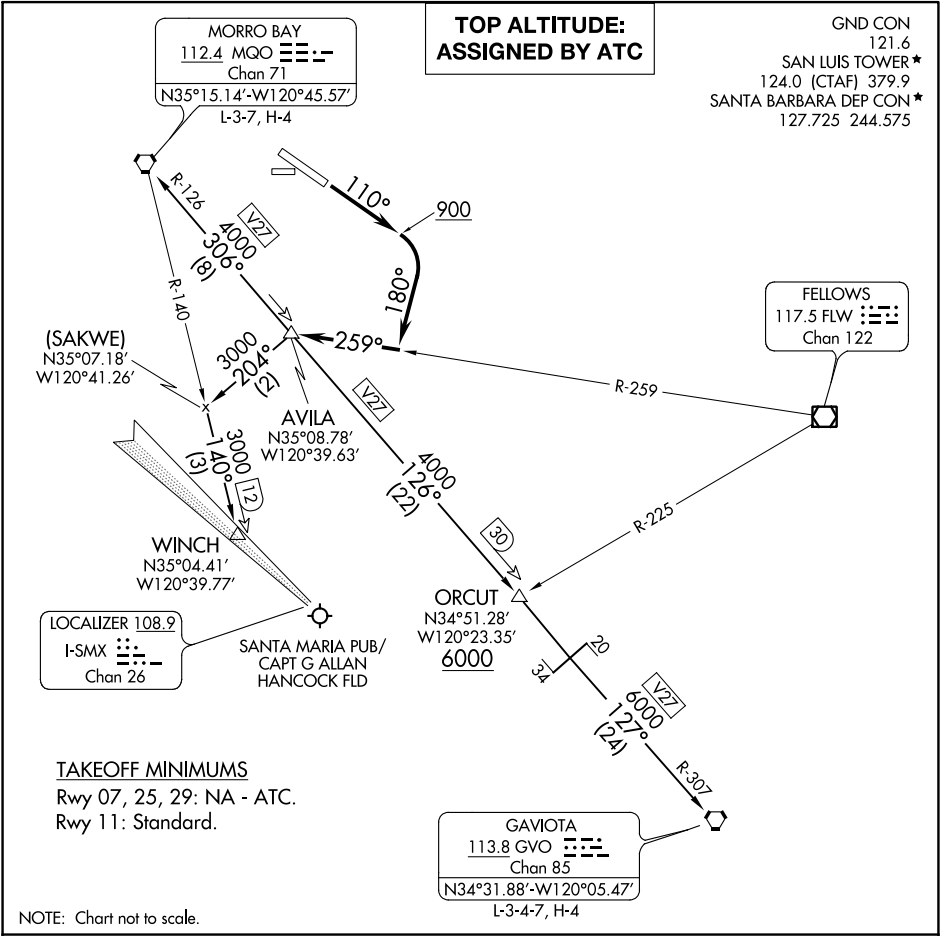 TOP ALTITUDE:
ASSIGNED BY ATC
GND CON
121.6
SAN LUIS TOWER★
124.0 (CTAF) 379.9
SANTA BARBARA DEP CON★
127.725 244.575
MORRO BAY
112.4 MQO
Chan 71
N35°15.14'-W120°45.57'
L-3-7, H-4
110°
900
180°
R-126
V27
4000
306°
(8)
R-140
FELLOWS
117.5 FLW
Chan 122
(SAKWE)
N35°07.18'
W120°41.26'
3000
204°
(2)
259°
R-259
AVILA
N35°08.78'
W120°39.63'
V27
4000
126°
(22)
3000
140°
(3)
12
R-225
WINCH
N35°04.41'
W120°39.77'
30
ORCUT
N34°51.28'
W120°23.35'
6000
LOCALIZER 108.9
I-SMX
Chan 26
SANTA MARIA PUB/
CAPT G ALLAN
HANCOCK FLD
20
34
V27
6000
127°
(24)
R-307
TAKEOFF MINIMUMS
Rwy 07, 25, 29: NA - ATC.
Rwy 11: Standard.
GAVIOTA
113.8 GVO
Chan 85
N34°31.88'-W120°05.47'
L-3-4-7, H-4
NOTE: Chart not to scale.